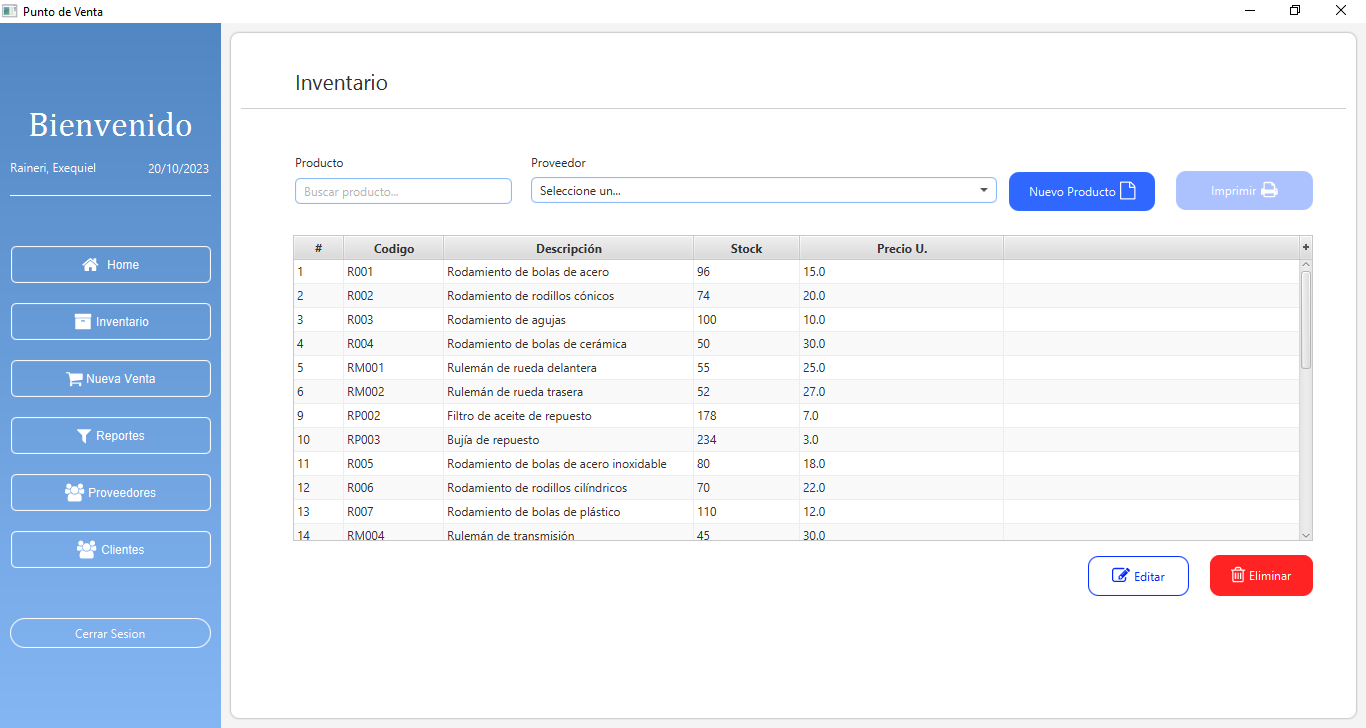 Punto de Venta
Bienvenido
Raineri, Exequiel 20/10/2023
Home
Inventario
Nueva Venta
Reportes
Proveedores
Clientes
Cerrar Sesion
Inventario
Producto Proveedor
Buscar producto... Seleccione un... Nuevo Producto Imprimir
# Codigo Descripción Stock Precio U. +
1 R001 Rodamiento de bolas de acero 96 15.0
2 R002 Rodamiento de rodillos cónicos 74 20.0
3 R003 Rodamiento de agujas 100 10.0
4 R004 Rodamiento de bolas de cerámica 50 30.0
5 RM001 Rulemán de rueda delantera 55 25.0
6 RM002 Rulemán de rueda trasera 52 27.0
9 RP002 Filtro de aceite de repuesto 178 7.0
10 RP003 Bujía de repuesto 234 3.0
11 R005 Rodamiento de bolas de acero inoxidable 80 18.0
12 R006 Rodamiento de rodillos cilíndricos 70 22.0
13 R007 Rodamiento de bolas de plástico 110 12.0
14 RM004 Rulemán de transmisión 45 30.0
Editar Eliminar